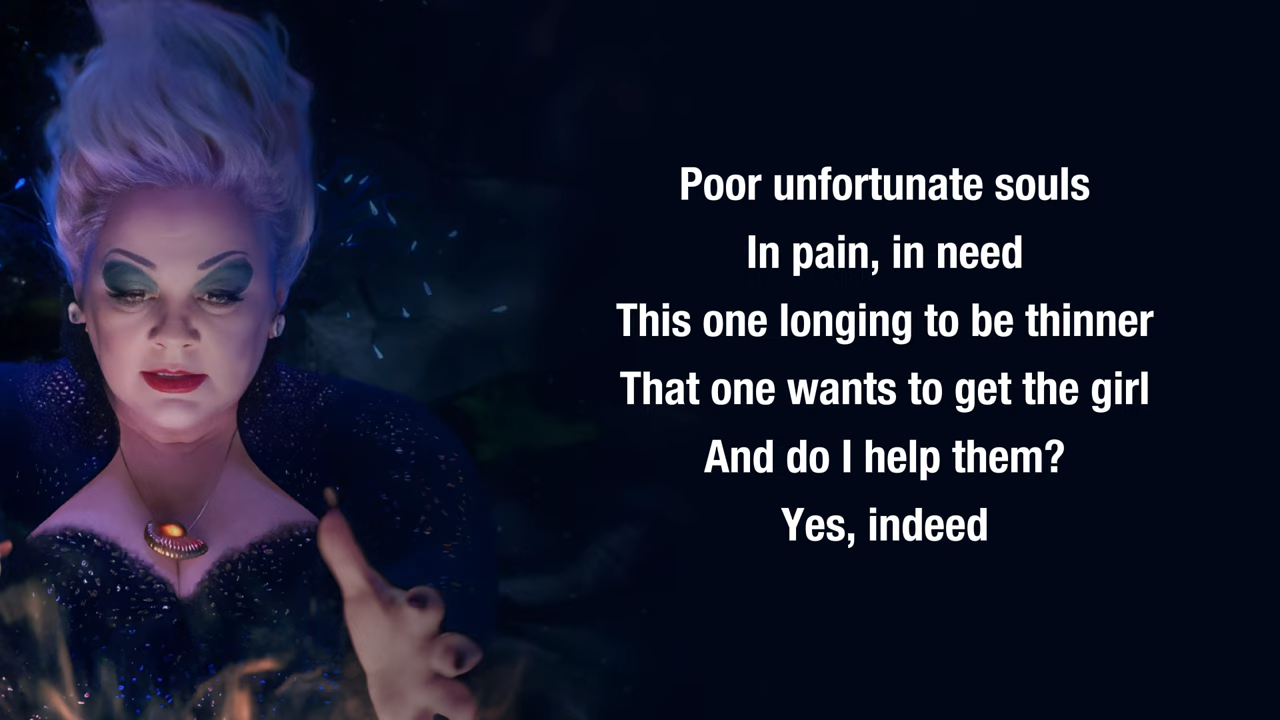 Poor unfortunate souls
In pain, in need
This one longing to be thinner
That one wants to get the girl
And do I help them?
Yes, indeed